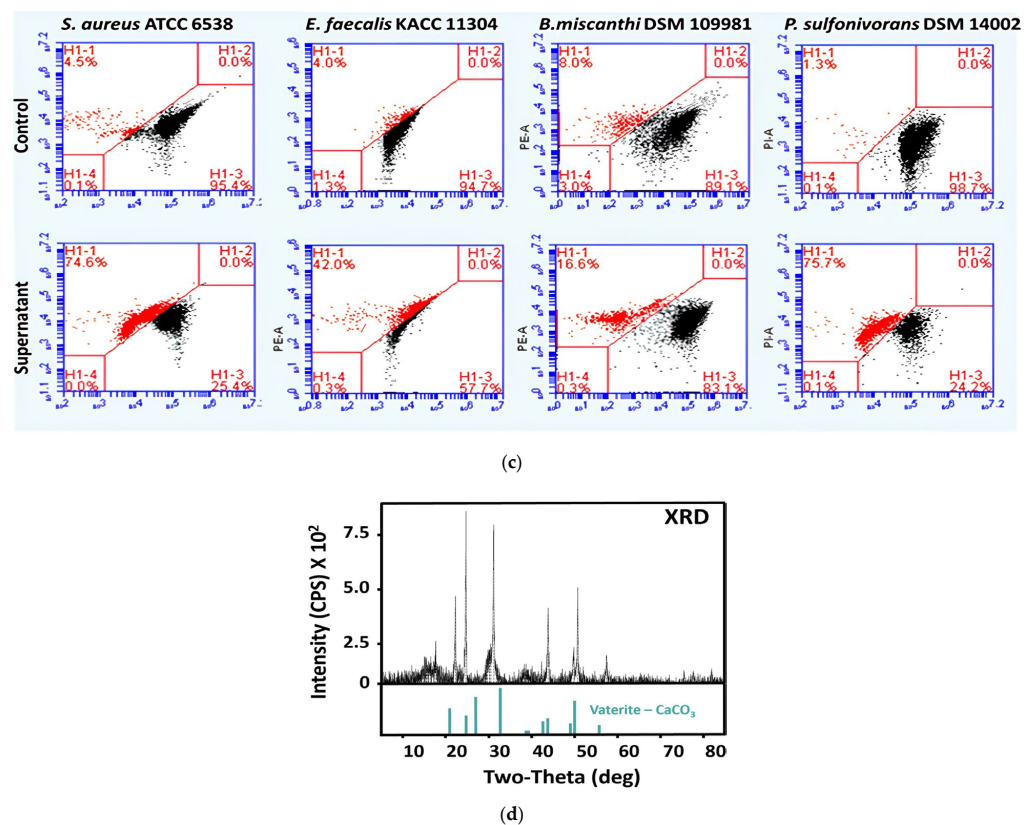 S. aureus ATCC 6538
E. faecalis KACC 11304
B.miscanthi DSM 109981
P. sulfonivorans DSM 14002
Control
H1-1
4.5%
H1-2
0.0%
H1-4
0.1%
H1-3
95.4%
H1-1
4.0%
H1-2
0.0%
H1-4
1.3%
H1-3
94.7%
PE-A
H1-1
8.0%
H1-2
0.0%
H1-4
3.0%
H1-3
89.1%
H1-1
1.3%
H1-2
0.0%
H1-4
0.1%
H1-3
98.7%
Supernatant
H1-1
74.6%
H1-2
0.0%
H1-4
0.0%
H1-3
25.4%
PE-A
H1-1
42.0%
H1-2
0.0%
H1-4
0.3%
H1-3
57.7%
PE-A
H1-1
16.6%
H1-2
0.0%
H1-4
0.3%
H1-3
83.1%
H1-1
75.7%
H1-2
0.0%
H1-4
0.1%
H1-3
24.2%
(c)
XRD
Intensity (CPS) X 10²
7.5
5.0
2.5
0
Vaterite – CaCO₃
10 20 30 40 50 60 70 80
Two-Theta (deg)
(d)